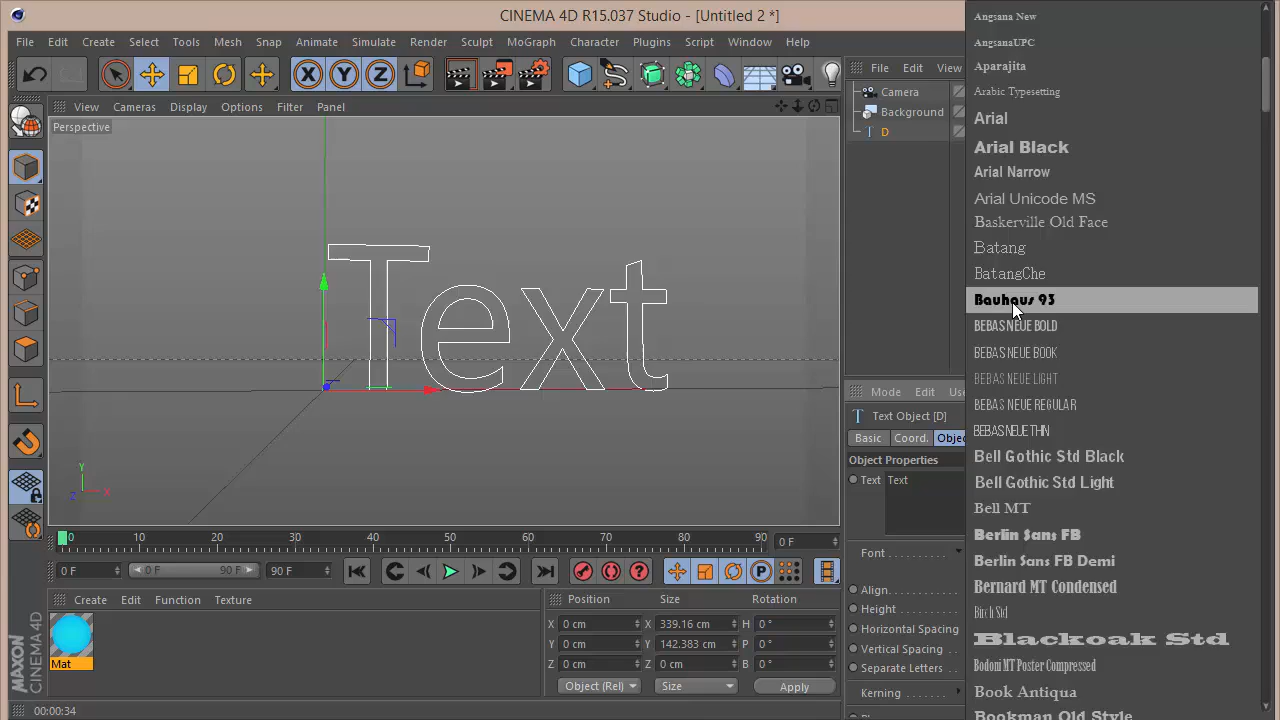 CINEMA 4D R15.037 Studio - [Untitled 2 *]
File Edit Create Select Tools Mesh Snap Animate Simulate Render Sculpt MoGraph Character Plugins Script Window Help
View Cameras Display Options Filter Panel
Perspective
Text
Y
Z X
0 10 20 30 40 50 60 70 80 90 0 F
0 F 0 F 90 F 90 F
Create Edit Function Texture
Mat
MAXON
CINEMA 4D
Position Size Rotation
X 0 cm X 339.16 cm H 0 °
Y 0 cm Y 142.383 cm P 0 °
Z 0 cm Z 0 cm B 0 °
Object (Rel) Size Apply
00:00:34
File Edit View
Camera
Background
D
Mode Edit
Text Object [D]
Basic Coord.
Object Properties
Text Text
Font
Align
Height
Horizontal Spacing
Vertical Spacing
Separate Letters
Kerning
Angsana New
AngsanaUPC
Aparajita
Arabic Typesetting
Arial
Arial Black
Arial Narrow
Arial Unicode MS
Baskerville Old Face
Batang
BatangChe
Bauhaus 93
BEBAS NEUE BOLD
BEBAS NEUE BOOK
BEBAS NEUE LIGHT
BEBAS NEUE REGULAR
BEBAS NEUE THIN
Bell Gothic Std Black
Bell Gothic Std Light
Bell MT
Berlin Sans FB
Berlin Sans FB Demi
Bernard MT Condensed
Birch Std
Blackoak Std
Bodoni MT Poster Compressed
Book Antiqua
Bookman Old Style